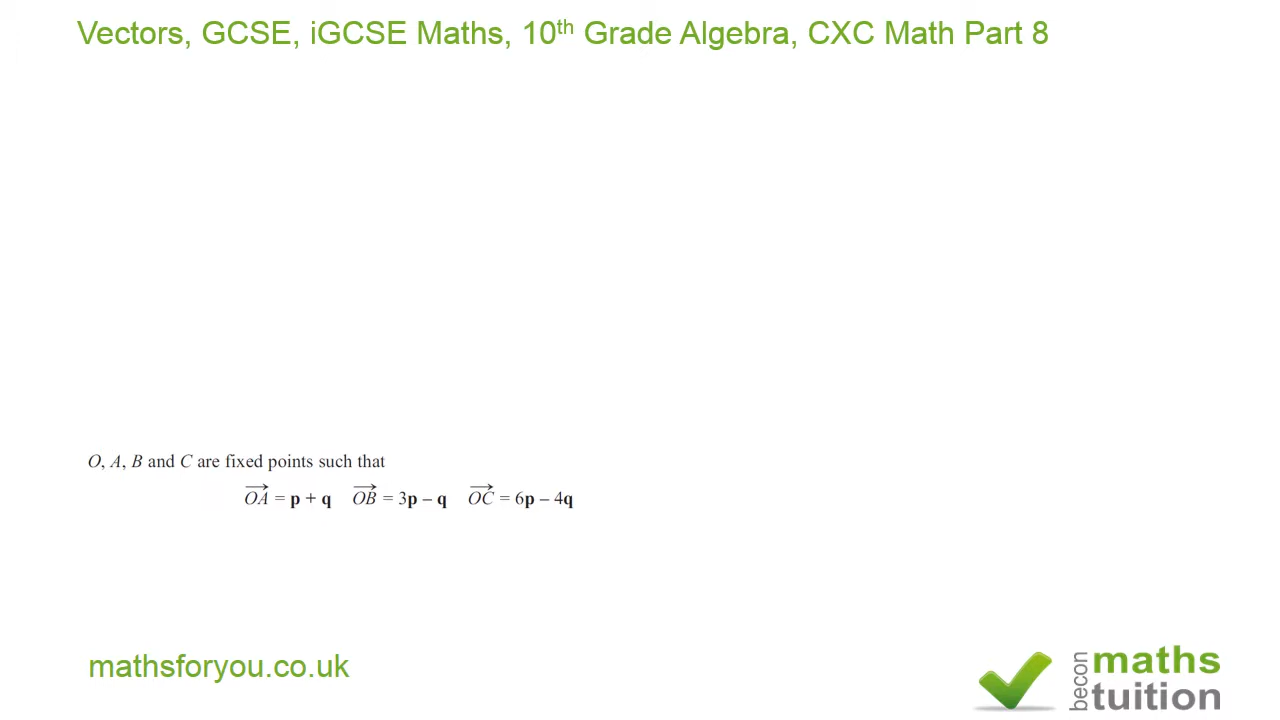 Vectors, GCSE, iGCSE Maths, 10th Grade Algebra, CXC Math Part 8
O, A, B and C are fixed points such that
OA = p + q OB = 3p – q OC = 6p – 4q
mathsforyou.co.uk
becon
maths
tuition